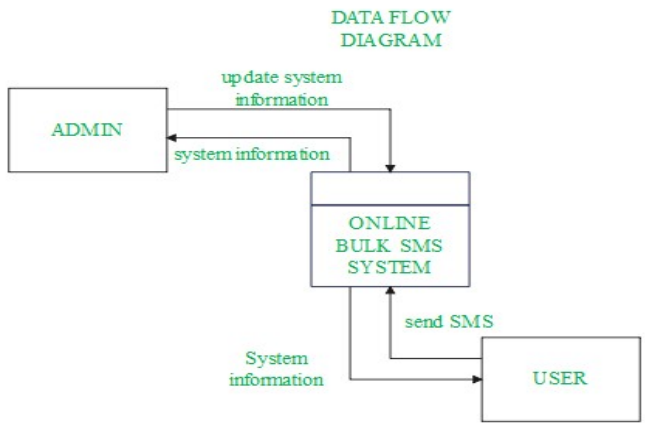 DATA FLOW
DIAGRAM
update system
information
ADMIN
system information
ONLINE
BULK SMS
SYSTEM
send SMS
System
information
USER